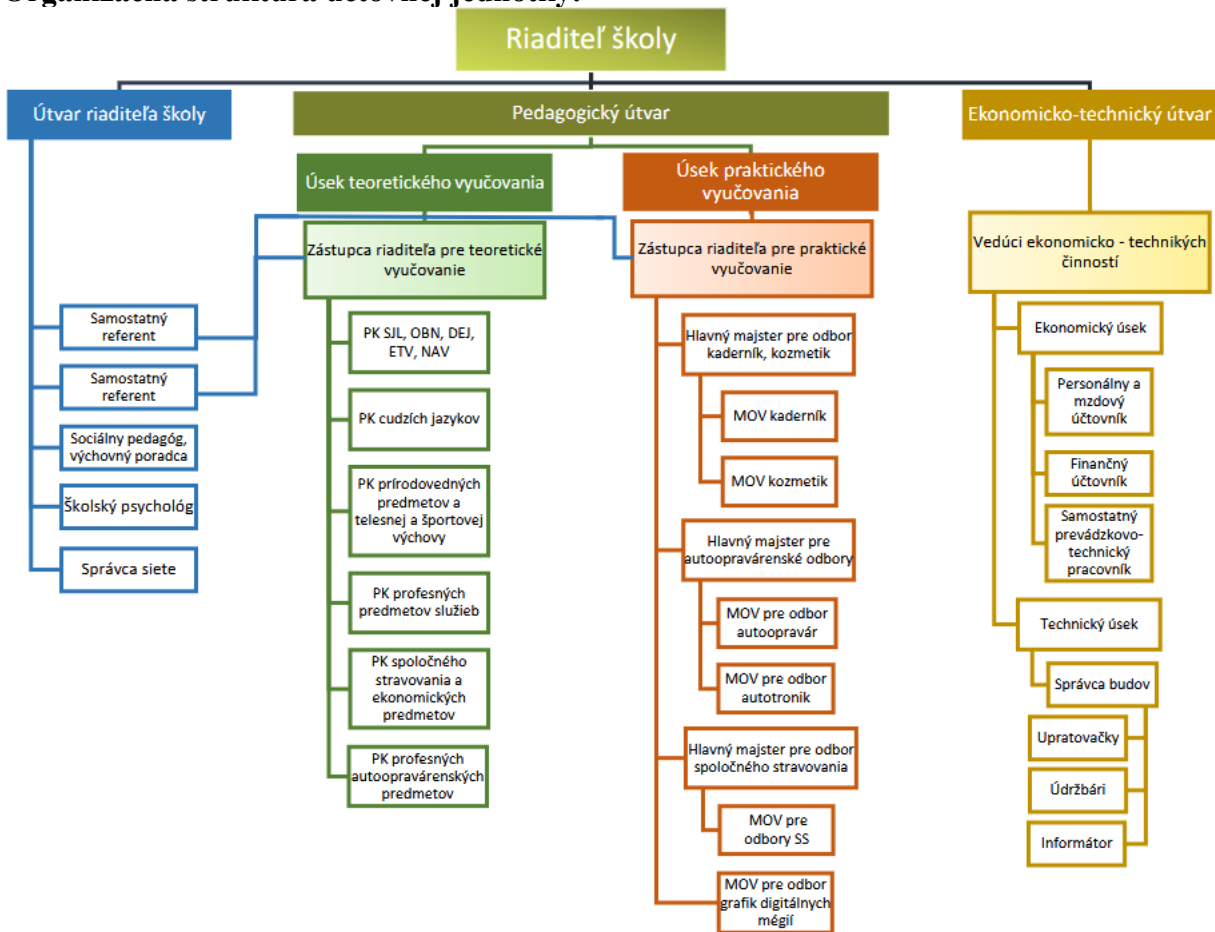 Organizačná štruktúra účtovnej jednotky:
Riaditeľ školy
Útvar riaditeľa školy
Samostatný
referent
Samostatný
referent
Sociálny pedagóg,
výchovný poradca
Školský psychológ
Správca siete
Pedagogický útvar
Úsek teoretického vyučovania
Zástupca riaditeľa pre teoretické
vyučovanie
PK SJL, OBN, DEJ,
ETV, NAV
PK cudzích jazykov
PK prírodovedných
predmetov a
telesnej a športovej
výchovy
PK profesných
predmetov služieb
PK spoločného
stravovania a
ekonomických
predmetov
PK profesných
autoopravárenských
predmetov
Úsek praktického
vyučovania
Zástupca riaditeľa pre praktické
vyučovanie
Hlavný majster pre odbor
kaderník, kozmetik
MOV kaderník
MOV kozmetik
Hlavný majster pre
autoopravárenské odbory
MOV pre odbor
autoopravár
MOV pre odbor
autotronik
Hlavný majster pre odbor
spoločného stravovania
MOV pre
odbory SS
MOV pre odbor
grafik digitálnych
mégií
Ekonomicko-technický útvar
Vedúci ekonomicko - technikých
činností
Ekonomický úsek
Personálny a
mzdový
účtovník
Finančný
účtovník
Samostatný
prevádzkovo-
technický
pracovník
Technický úsek
Správca budov
Upratovačky
Údržbári
Informátor